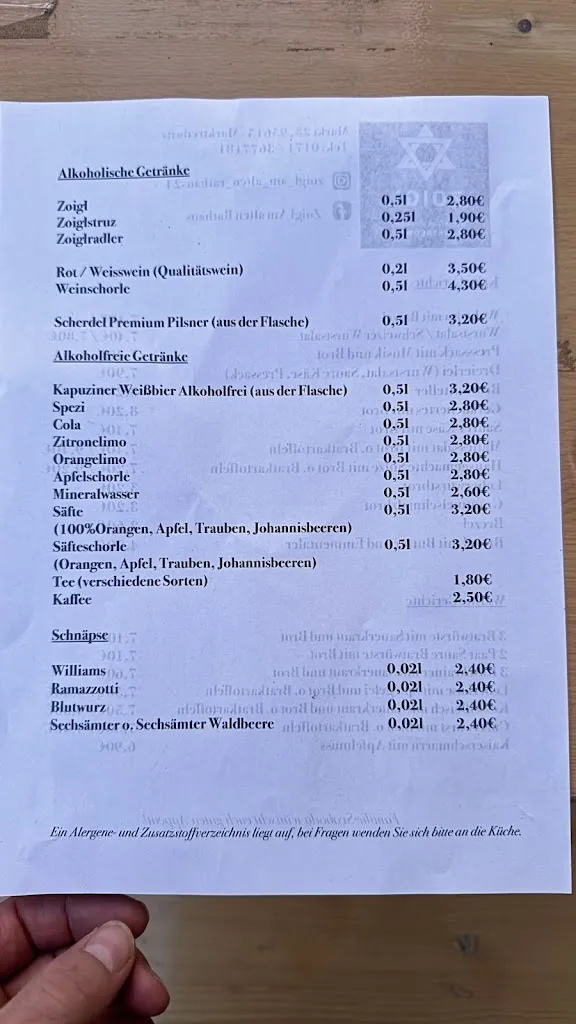 Alkoholische Getränke
Zoigl 0,5l 2,80€
Zoiglstruz 0,25l 1,90€
Zoiglradler 0,5l 2,80€
Rot / Weisswein (Qualitätswein) 0,2l 3,50€
Weinschorle 0,5l 4,30€
Scherdel Premium Pilsner (aus der Flasche) 0,5l 3,20€
Alkoholfreie Getränke
Kapuziner Weißbier Alkoholfrei (aus der Flasche) 0,5l 3,20€
Spezi 0,5l 2,80€
Cola 0,5l 2,80€
Zitronelimo 0,5l 2,80€
Orangelimo 0,5l 2,80€
Apfelschorle 0,5l 2,80€
Mineralwasser 0,5l 2,60€
Säfte 0,5l 3,20€
(100%Orangen, Apfel, Trauben, Johannisbeeren)
Säfteschorle 0,5l 3,20€
(Orangen, Apfel, Trauben, Johannisbeeren)
Tee (verschiedene Sorten) 1,80€
Kaffee 2,50€
Schnäpse
Williams 0,02l 2,40€
Ramazzotti 0,02l 2,40€
Blutwurz 0,02l 2,40€
Sechsämter o. Sechsämter Waldbeere 0,02l 2,40€
Ein Alergene- und Zusatzstoffverzeichnis liegt auf, bei Fragen wenden Sie sich bitte an die Küche.